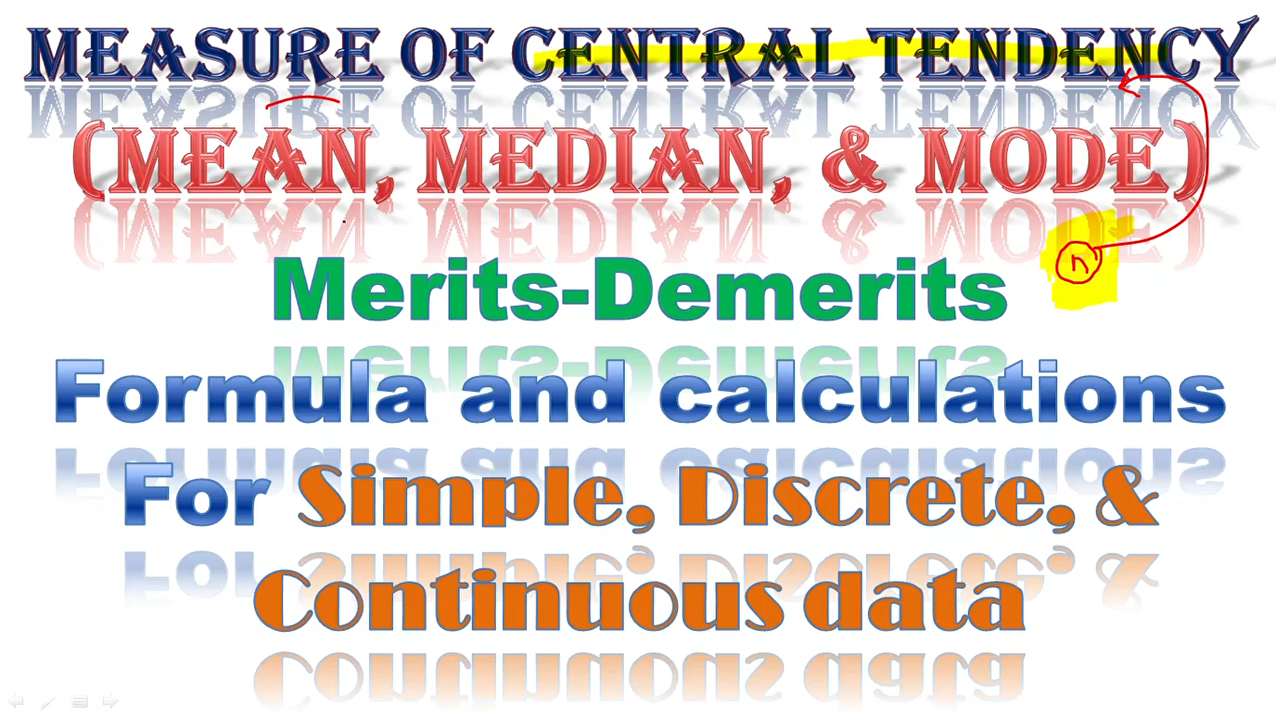 MEASURE OF CENTRAL TENDENCY
(MEAN, MEDIAN, & MODE)
n
Merits-Demerits
Formula and calculations
For Simple, Discrete, &
Continuous data